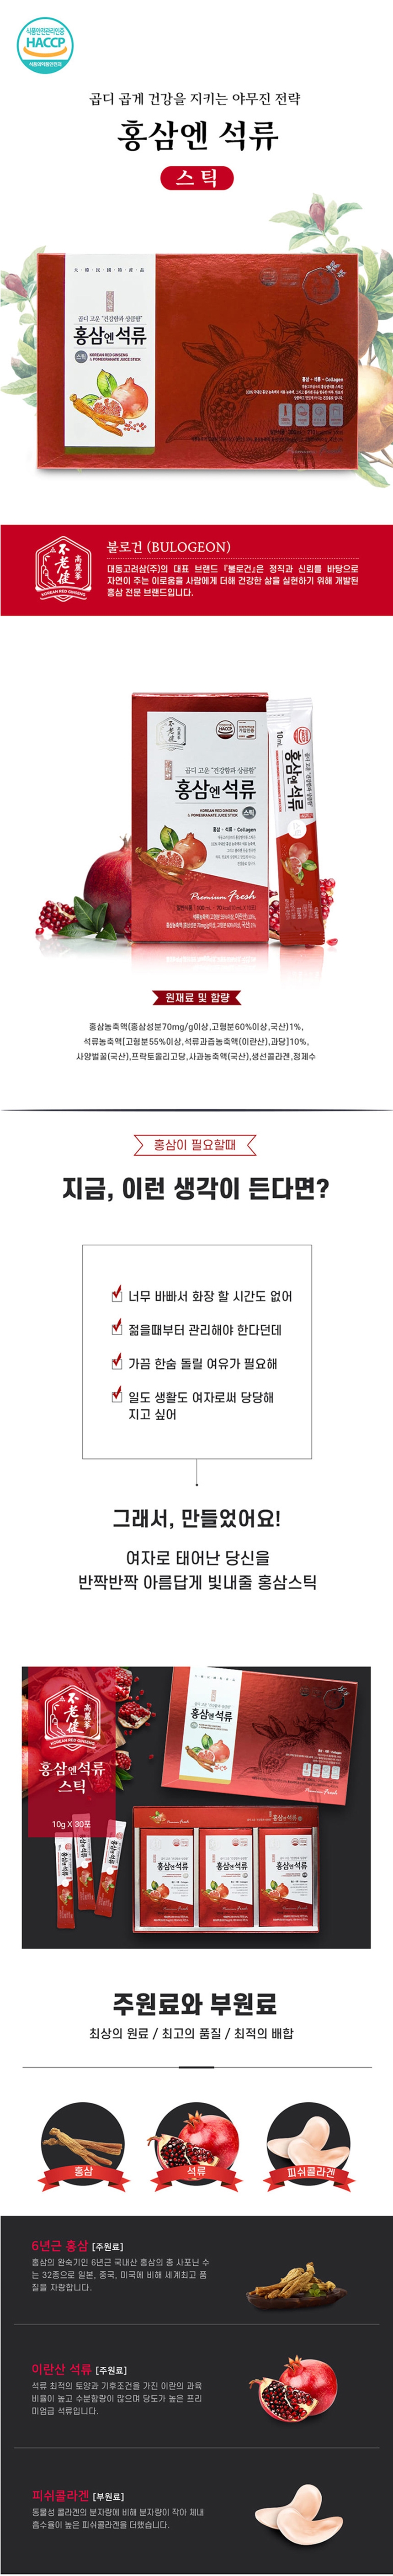 식품안전관리인증
HACCP
식품의약품안전처
곱디 곱게 건강을 지키는 야무진 전략
홍삼엔 석류
스틱
곱디 고운 "건강함과 상큼함"
홍삼엔석류
스틱
KOREAN RED GINSENG
& POMEGRANATE JUICE STICK
홍삼 + 석류 + Collagen
불로건 (BULOGEON)
대동고려삼(주)의 대표 브랜드 『불로건』은 정직과 신뢰를 바탕으로
자연이 주는 이로움을 사람에게 더해 건강한 삶을 실현하기 위해 개발된
홍삼 전문 브랜드입니다.
不老健
高麗蔘
KOREAN RED GINSENG
HACCP
곱디 고운 "건강함과 상큼함"
홍삼엔석류
스틱
KOREAN RED GINSENG
& POMEGRANATE JUICE STICK
홍삼 + 석류 + Collagen
Premium Fresh
10mL
홍삼엔석류
원재료 및 함량
홍삼농축액(홍삼성분70mg/g이상,고형분60%이상,국산)1%,
석류농축액[고형분55%이상,석류과즙농축액(이란산),과당]10%,
사양벌꿀(국산),프락토올리고당,사과농축액(국산),생선콜라겐,정제수
홍삼이 필요할때
지금, 이런 생각이 든다면?
너무 바빠서 화장 할 시간도 없어
젊을때부터 관리해야 한다던데
가끔 한숨 돌릴 여유가 필요해
일도 생활도 여자로써 당당해
지고 싶어
그래서, 만들었어요!
여자로 태어난 당신을
반짝반짝 아름답게 빛내줄 홍삼스틱
不老健
高麗蔘
KOREAN RED GINSENG
홍삼엔석류
스틱
10g X 30포
홍삼엔석류
홍삼엔석류
홍삼엔석류
홍삼엔석류
주원료와 부원료
최상의 원료 / 최고의 품질 / 최적의 배합
홍삼
석류
피쉬콜라겐
6년근 홍삼 [주원료]
홍삼의 완숙기인 6년근 국내산 홍삼의 총 사포닌 수
는 32종으로 일본, 중국, 미국에 비해 세계최고 품
질을 자랑합니다.
이란산 석류 [주원료]
석류 최적의 토양과 기후조건을 가진 이란의 과육
비율이 높고 수분함량이 많으며 당도가 높은 프리
미엄급 석류입니다.
피쉬콜라겐 [부원료]
동물성 콜라겐의 분자량에 비해 분자량이 작아 체내
흡수율이 높은 피쉬콜라겐을 더했습니다.